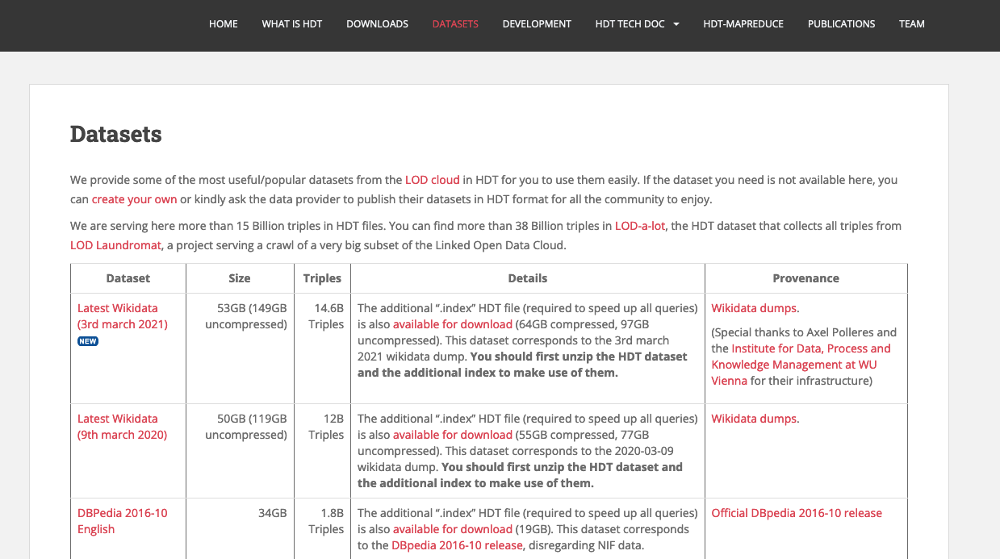 HOME WHAT IS HDT DOWNLOADS DATASETS DEVELOPMENT HDT TECH DOC HDT-MAPREDUCE PUBLICATIONS TEAM
Datasets
We provide some of the most useful/popular datasets from the LOD cloud in HDT for you to use them easily. If the dataset you need is not available here, you
can create your own or kindly ask the data provider to publish their datasets in HDT format for all the community to enjoy.
We are serving here more than 15 Billion triples in HDT files. You can find more than 38 Billion triples in LOD-a-lot, the HDT dataset that collects all triples from
LOD Laundromat, a project serving a crawl of a very big subset of the Linked Open Data Cloud.
Dataset Size Triples Details Provenance
Latest Wikidata
(3rd march 2021)
NEW
53GB (149GB
uncompressed)
14.6B
Triples
The additional “.index” HDT file (required to speed up all queries)
is also available for download (64GB compressed, 97GB
uncompressed). This dataset corresponds to the 3rd march
2021 wikidata dump. You should first unzip the HDT dataset
and the additional index to make use of them.
Wikidata dumps.
(Special thanks to Axel Polleres and
the Institute for Data, Process and
Knowledge Management at WU
Vienna for their infrastructure)
Latest Wikidata
(9th march 2020)
50GB (119GB
uncompressed)
12B
Triples
The additional “.index” HDT file (required to speed up all queries)
is also available for download (55GB compressed, 77GB
uncompressed). This dataset corresponds to the 2020-03-09
wikidata dump. You should first unzip the HDT dataset and
the additional index to make use of them.
Wikidata dumps.
DBPedia 2016-10
English
34GB
1.8B
Triples
The additional “.index” HDT file (required to speed up all queries)
is also available for download (19GB). This dataset corresponds
to the DBpedia 2016-10 release, disregarding NIF data.
Official DBpedia 2016-10 release